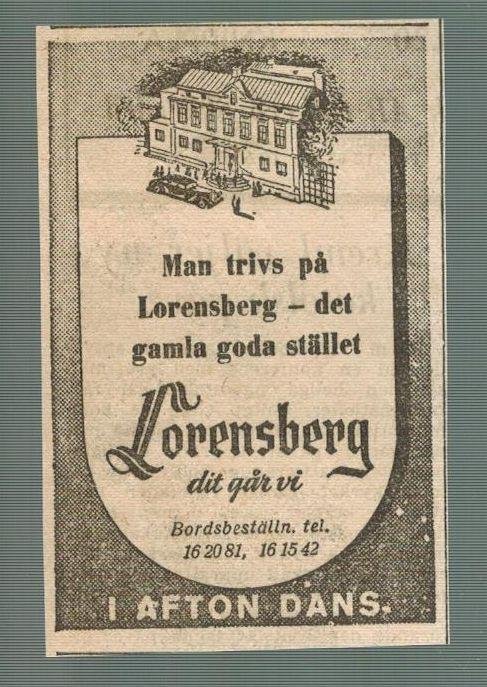 Man trivs på
Lorensberg – det
gamla goda stället
Lorensberg
dit går vi
Bordsbeställn. tel.
16 20 81, 16 15 42
I AFTON DANS.